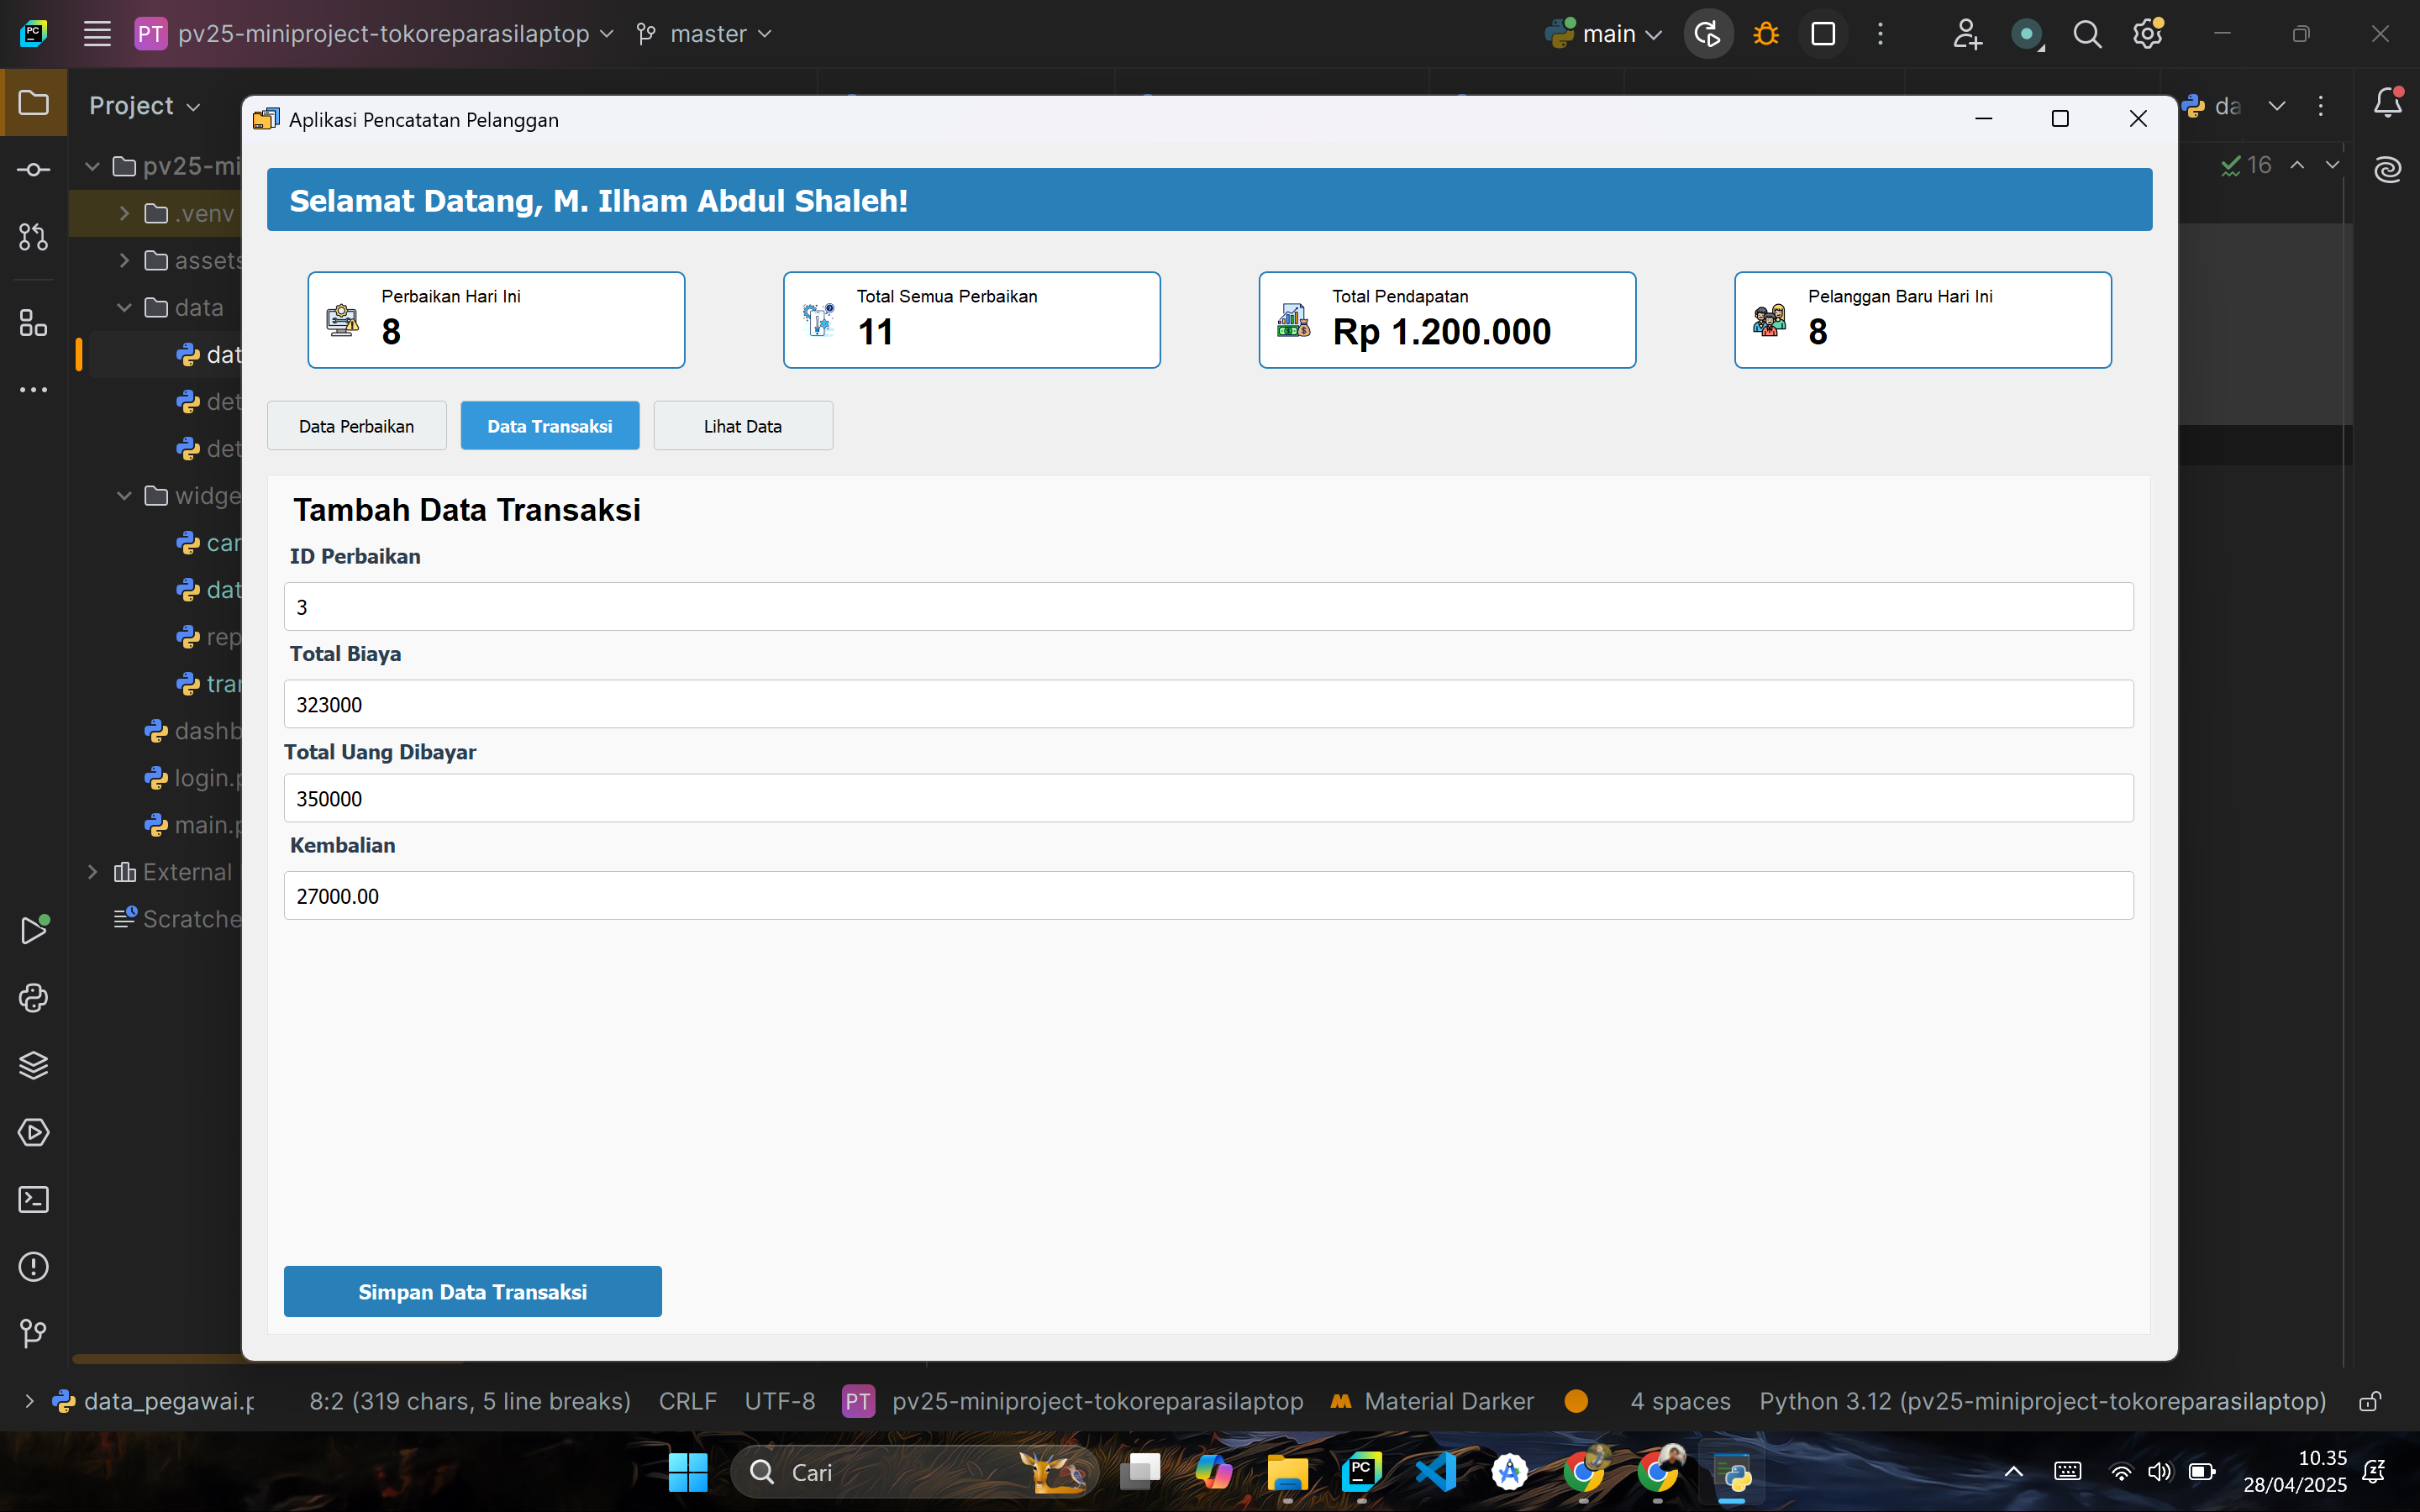 PC
PT pv25-miniproject-tokoreparasilaptop master main
Project
Aplikasi Pencatatan Pelanggan
da
16
pv25-mi
.venv
assets
data
dat
det
det
widge
car
dat
rep
tran
dashb
login.p
main.p
External
Scratche
Selamat Datang, M. Ilham Abdul Shaleh!
Perbaikan Hari Ini
8
Total Semua Perbaikan
11
Total Pendapatan
Rp 1.200.000
Pelanggan Baru Hari Ini
8
Data Perbaikan
Data Transaksi
Lihat Data
Tambah Data Transaksi
ID Perbaikan
3
Total Biaya
323000
Total Uang Dibayar
350000
Kembalian
27000.00
Simpan Data Transaksi
data_pegawai.p 8:2 (319 chars, 5 line breaks) CRLF UTF-8 PT pv25-miniproject-tokoreparasilaptop Material Darker 4 spaces Python 3.12 (pv25-miniproject-tokoreparasilaptop)
Cari
PC
10.35
28/04/2025